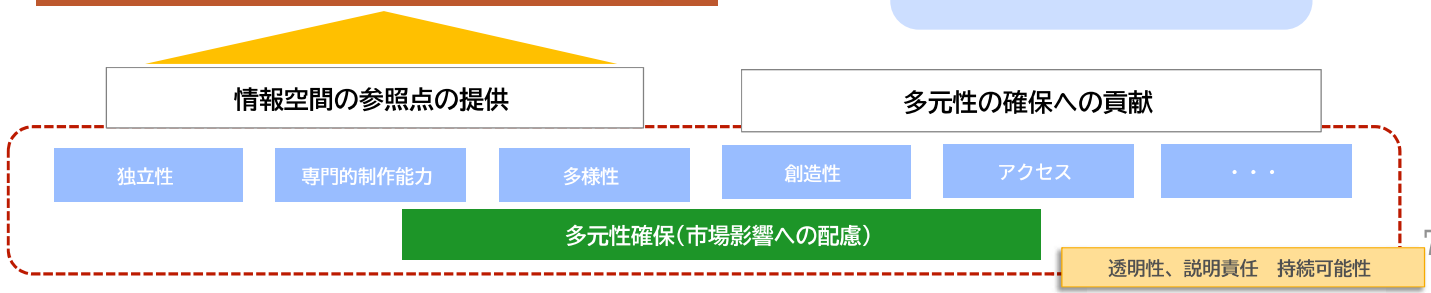 情報空間の参照点の提供
多元性の確保への貢献
独立性
専門的制作能力
多様性
創造性
アクセス
・・・
多元性確保(市場影響への配慮)
透明性、説明責任　持続可能性